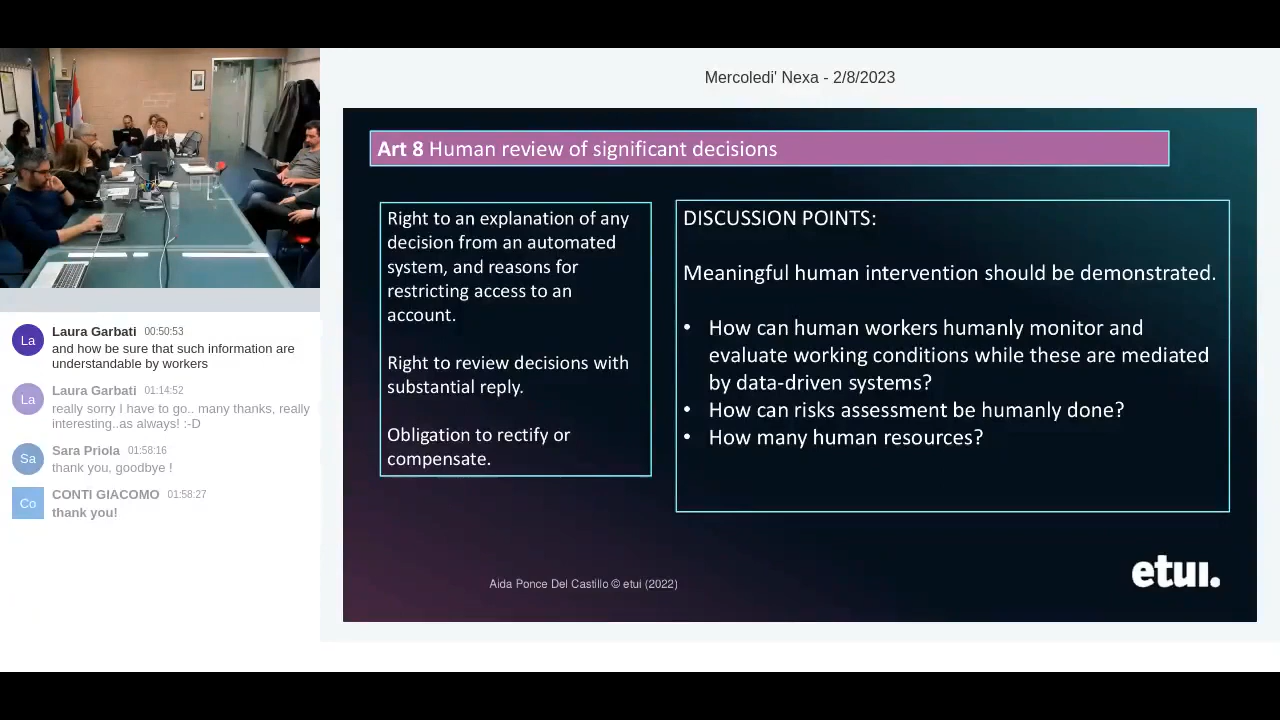 Mercoledi' Nexa - 2/8/2023
Art 8 Human review of significant decisions
Right to an explanation of any
decision from an automated
system, and reasons for
restricting access to an
account.
Right to review decisions with
substantial reply.
Obligation to rectify or
compensate.
DISCUSSION POINTS:
Meaningful human intervention should be demonstrated.
• How can human workers humanly monitor and
evaluate working conditions while these are mediated
by data-driven systems?
• How can risks assessment be humanly done?
• How many human resources?
Aida Ponce Del Castillo © etui (2022)
etui.
La
Laura Garbati 00:50:53
and how be sure that such information are
understandable by workers
La
Laura Garbati 01:14:52
really sorry I have to go.. many thanks, really
interesting..as always! :-D
Sa
Sara Priola 01:58:16
thank you, goodbye !
Co
CONTI GIACOMO 01:58:27
thank you!